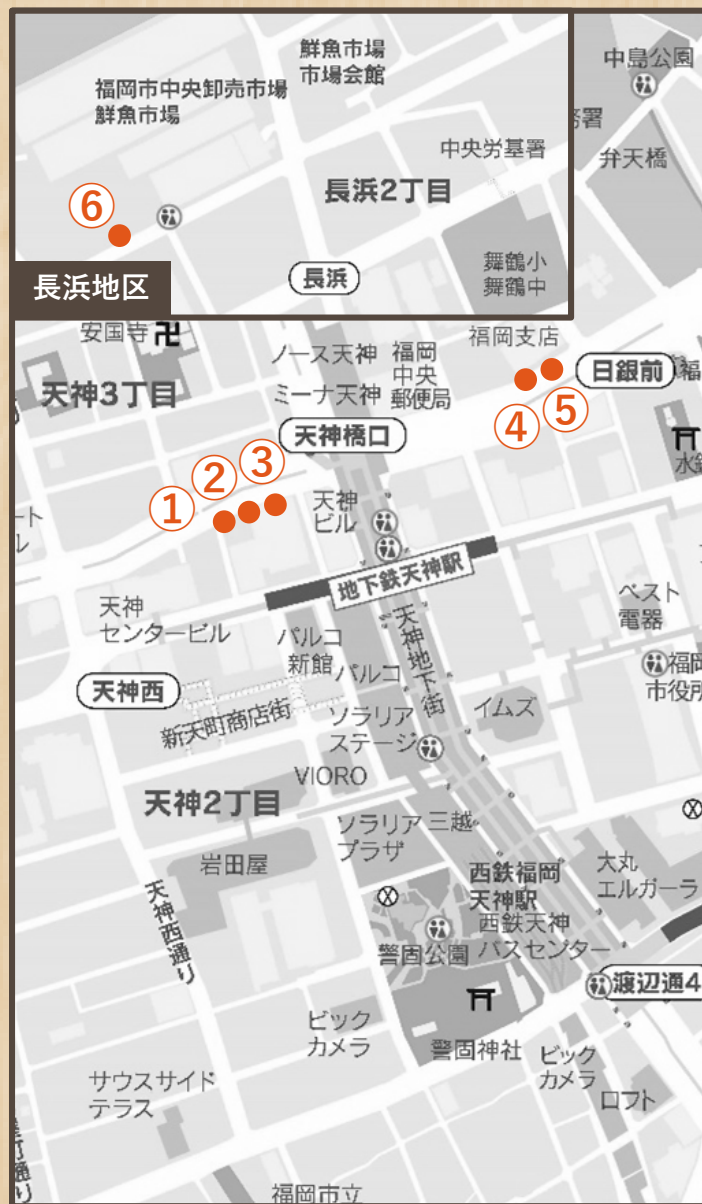 鮮魚市場
市場会館
福岡市中央卸売市場
鮮魚市場
中央労基署
長浜2丁目
⑥
舞鶴小
舞鶴中
長浜
長浜地区
中島公園
務署
弁天橋
安国寺
天神3丁目
ノース天神
ミーナ天神
福岡
中央
郵便局
福岡支店
日銀前
福
④
⑤
天神橋口
水鏡
①
②
③
天神
ビル
ート
ル
地下鉄天神駅
天神
センタービル
パルコ
新館
パルコ
天神地下街
ベスト
電器
福岡
市役所
天神西
新天町商店街
ソラリア
ステージ
イムズ
VIORO
天神2丁目
ソラリア
プラザ
三越
岩田屋
西鉄福岡
天神駅
大丸
エルガーラ
天神西通り
西鉄天神
バスセンター
警固公園
渡辺通4
ビック
カメラ
警固神社
ビック
カメラ
サウスサイド
テラス
ロフト
町通り
福岡市立